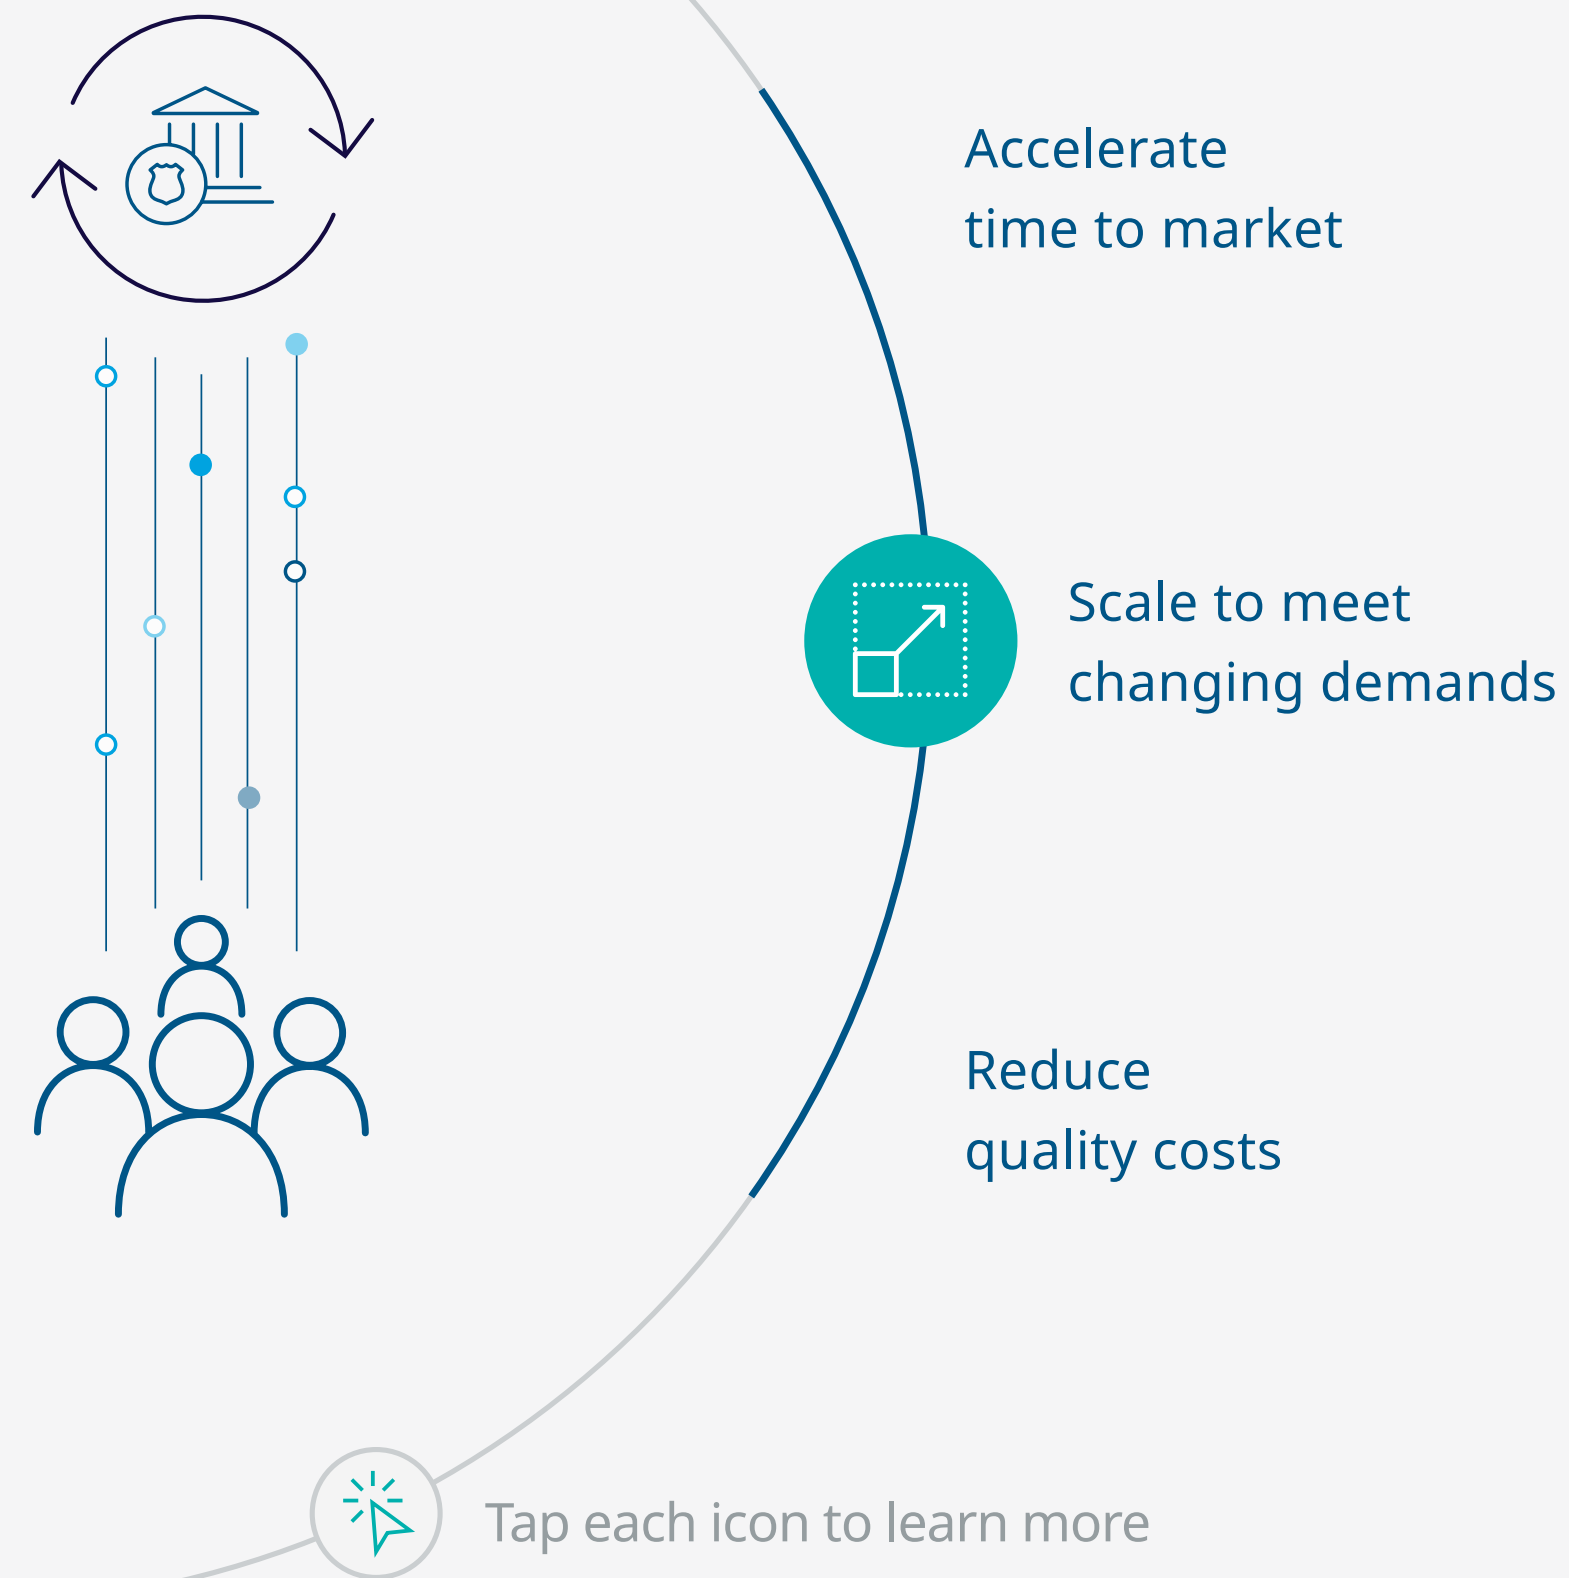 Accelerate
time to market
Scale to meet
changing demands
Reduce
quality costs
Tap each icon to learn more